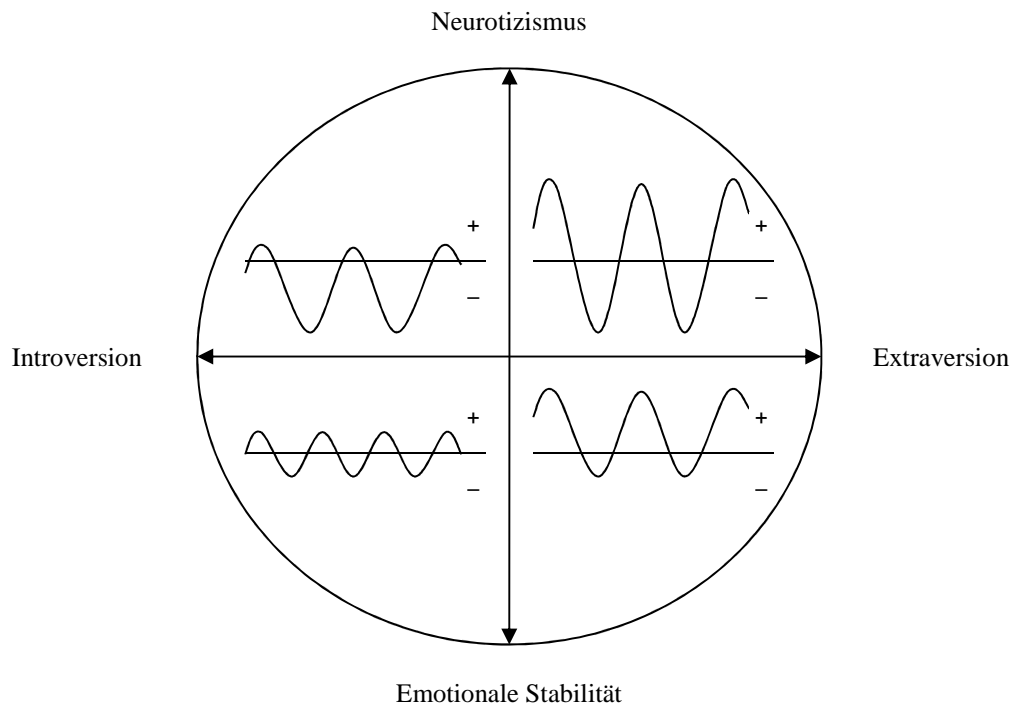 Neurotizismus
+ +
– –
Introversion Extraversion
+ +
– –
Emotionale Stabilität